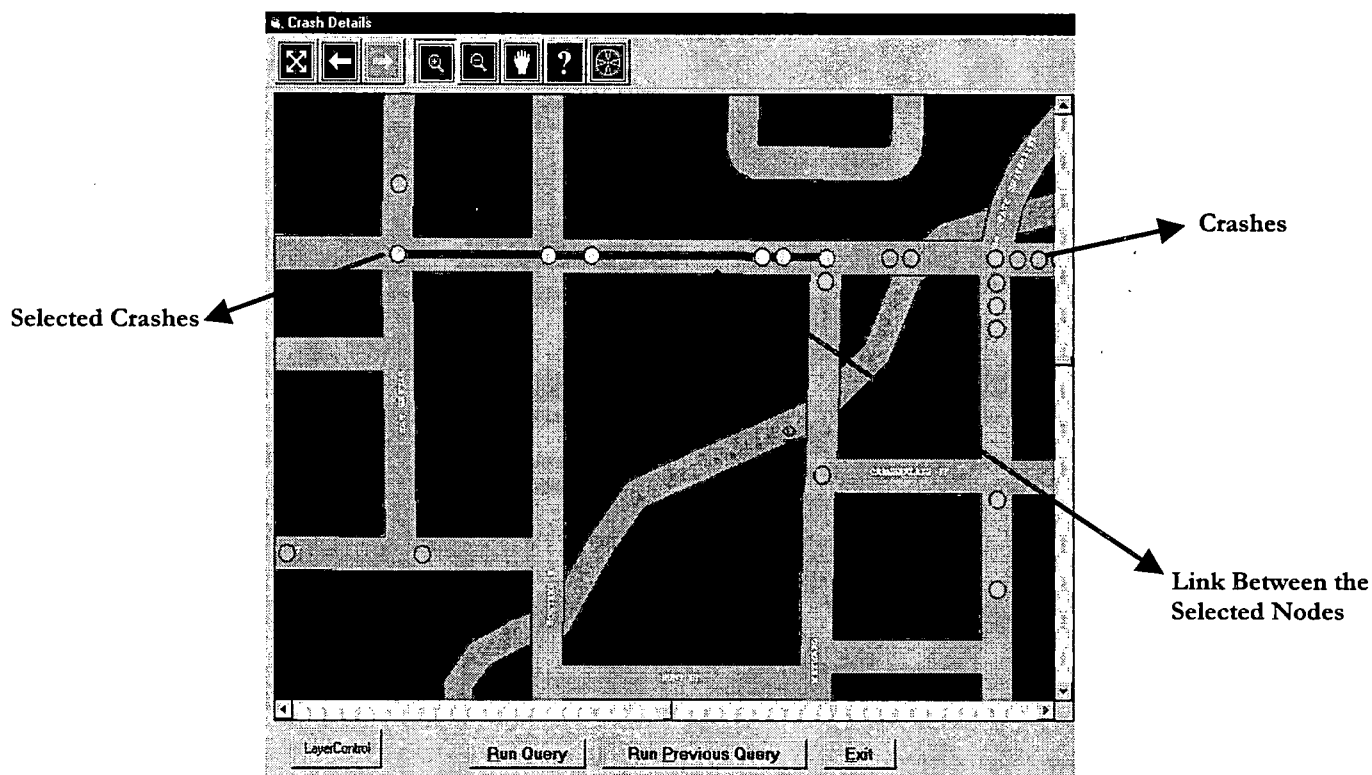 Crash Details
?
Crashes
Selected Crashes
Link Between the
Selected Nodes
LayerControl
Run Query
Run Previous Query
Exit